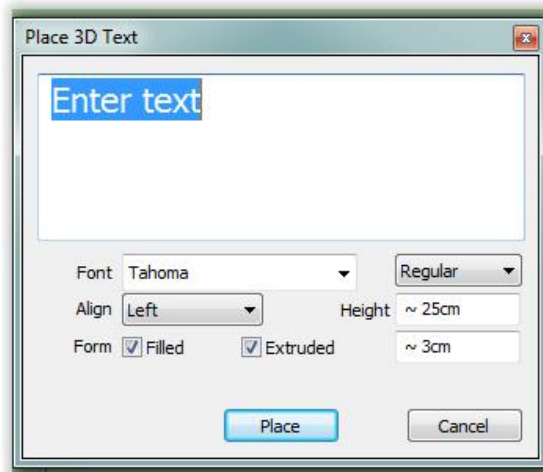 Place 3D Text
Enter text
Font Tahoma Regular
Align Left Height ~ 25cm
Form Filled Extruded ~ 3cm
Place Cancel